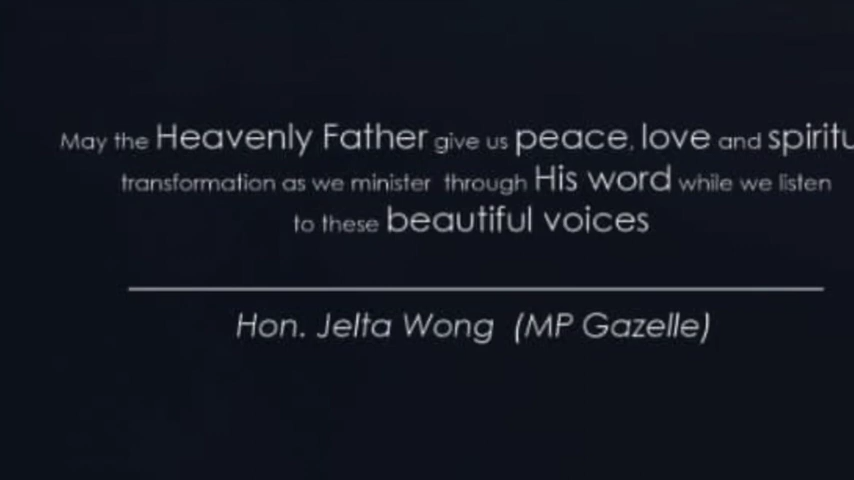 May the Heavenly Father give us peace, love and spiritu
transformation as we minister through His word while we listen
to these beautiful voices
Hon. Jelta Wong (MP Gazelle)